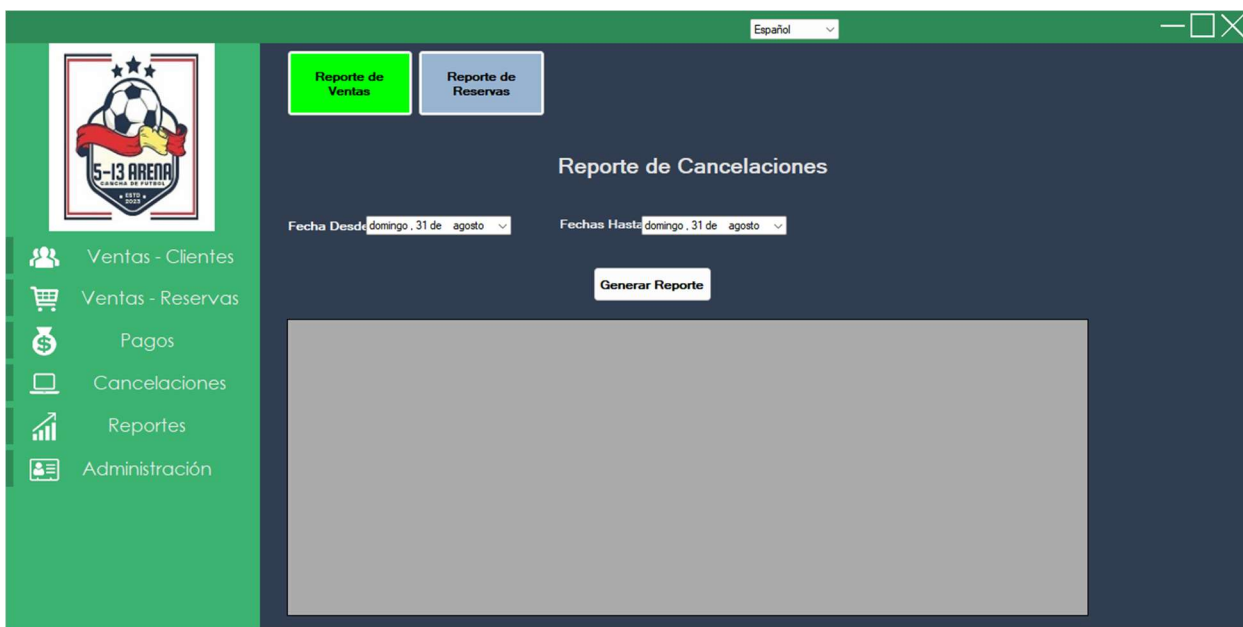 Español
Reporte de
Ventas
Reporte de
Reservas
5-13 ARENA
CANCHA DE FUTBOL
ESTD
2023
Reporte de Cancelaciones
Fecha Desde domingo , 31 de agosto
Fechas Hasta domingo , 31 de agosto
Generar Reporte
Ventas - Clientes
Ventas - Reservas
Pagos
Cancelaciones
Reportes
Administración